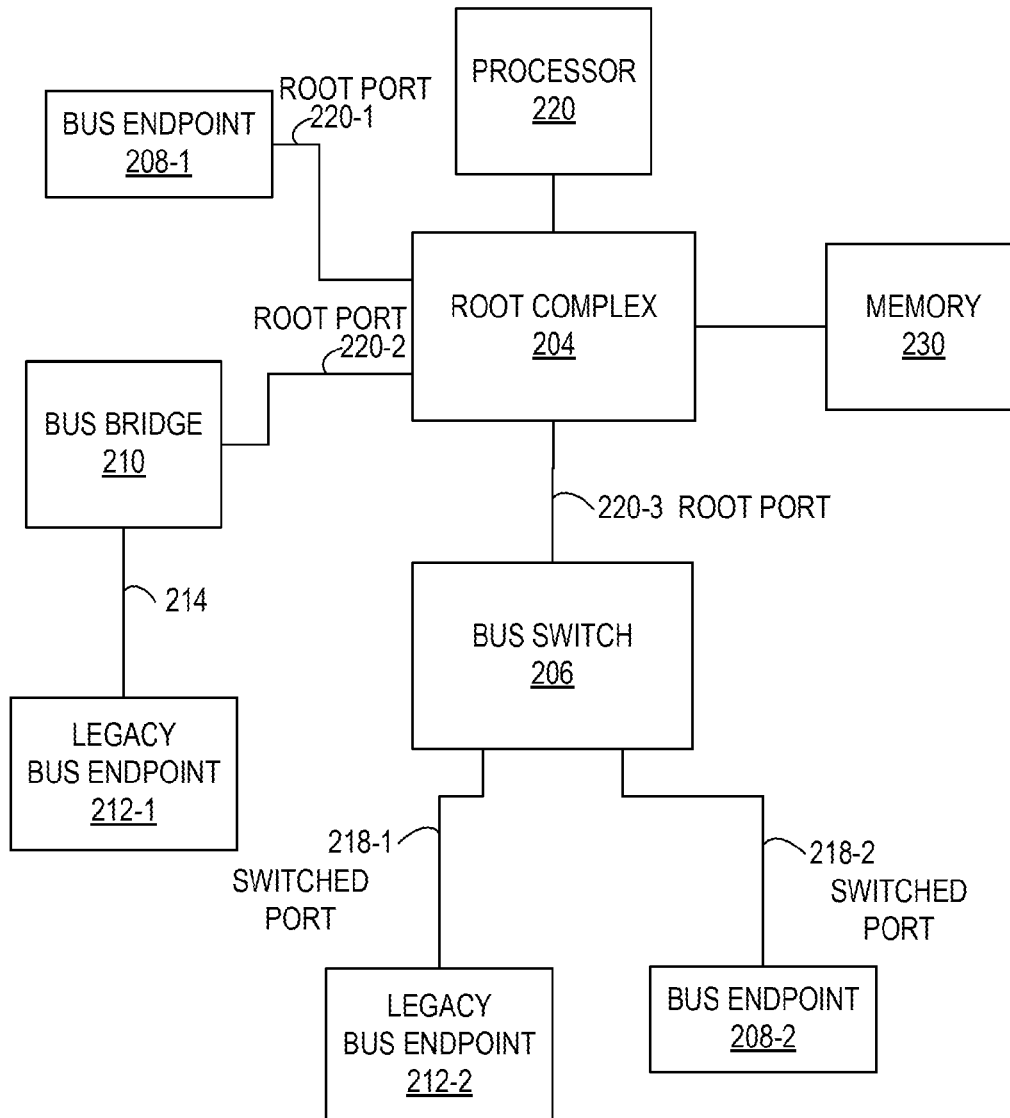 PROCESSOR
220
ROOT PORT
220-1
BUS ENDPOINT
208-1
ROOT COMPLEX
204
MEMORY
230
ROOT PORT
220-2
BUS BRIDGE
210
220-3 ROOT PORT
214
BUS SWITCH
206
LEGACY
BUS ENDPOINT
212-1
218-1
SWITCHED
PORT
218-2
SWITCHED
PORT
LEGACY
BUS ENDPOINT
212-2
BUS ENDPOINT
208-2